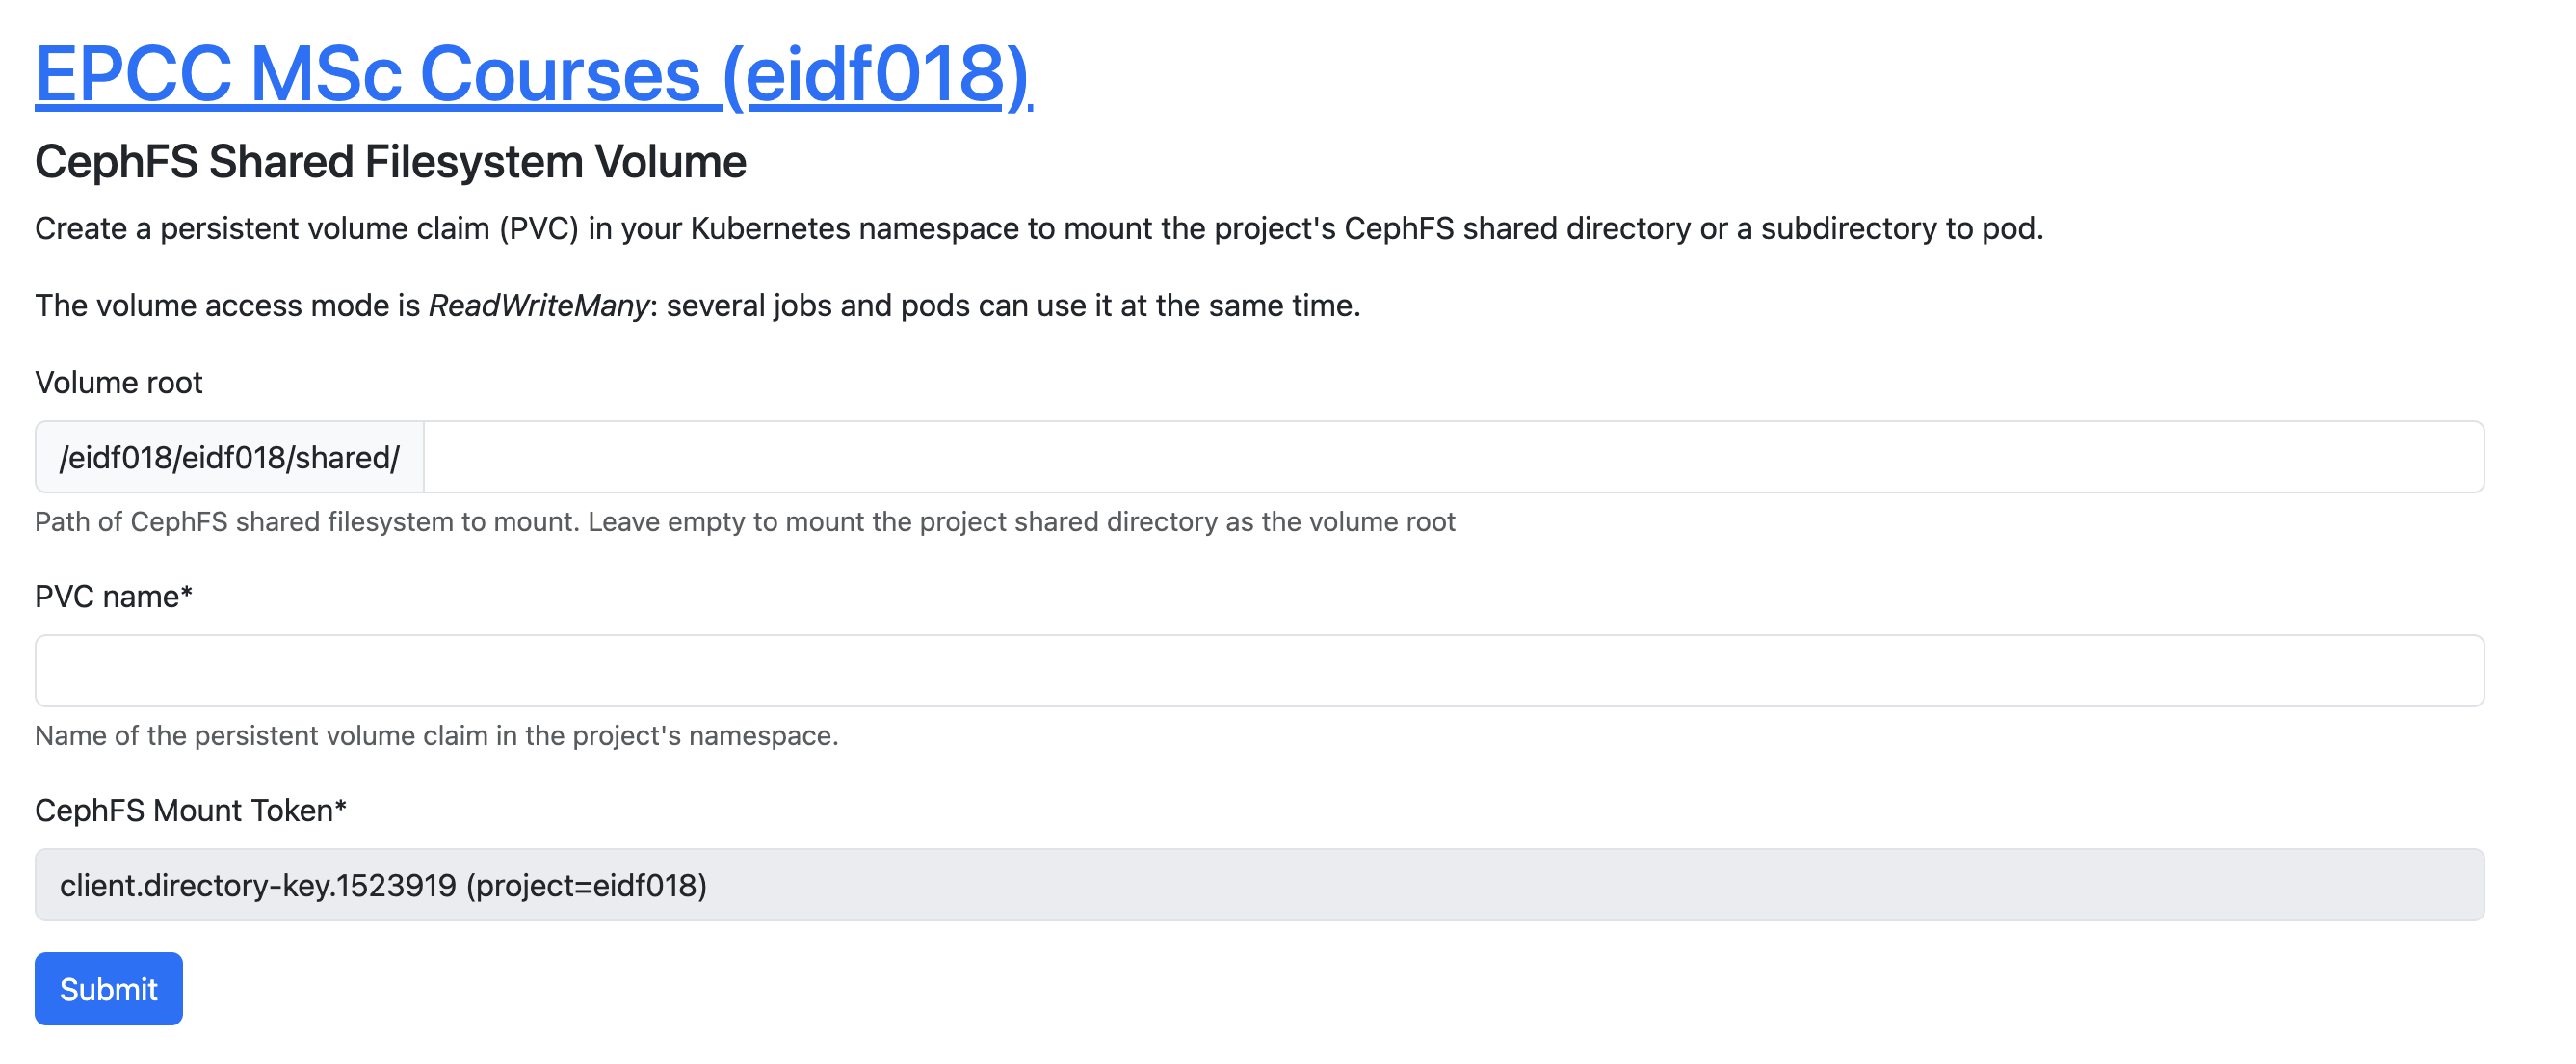 EPCC MSc Courses (eidf018)
CephFS Shared Filesystem Volume
Create a persistent volume claim (PVC) in your Kubernetes namespace to mount the project's CephFS shared directory or a subdirectory to pod.
The volume access mode is ReadWriteMany: several jobs and pods can use it at the same time.
Volume root
/eidf018/eidf018/shared/
Path of CephFS shared filesystem to mount. Leave empty to mount the project shared directory as the volume root
PVC name*
Name of the persistent volume claim in the project's namespace.
CephFS Mount Token*
client.directory-key.1523919 (project=eidf018)
Submit